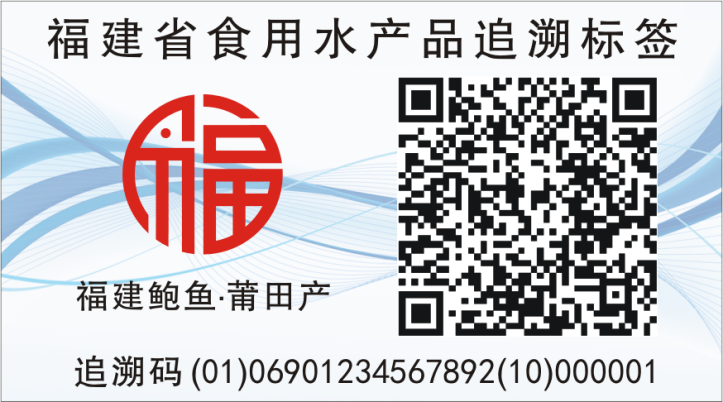 福建省食用水产品追溯标签
福
福建鲍鱼·莆田产
追溯码(01)06901234567892(10)000001